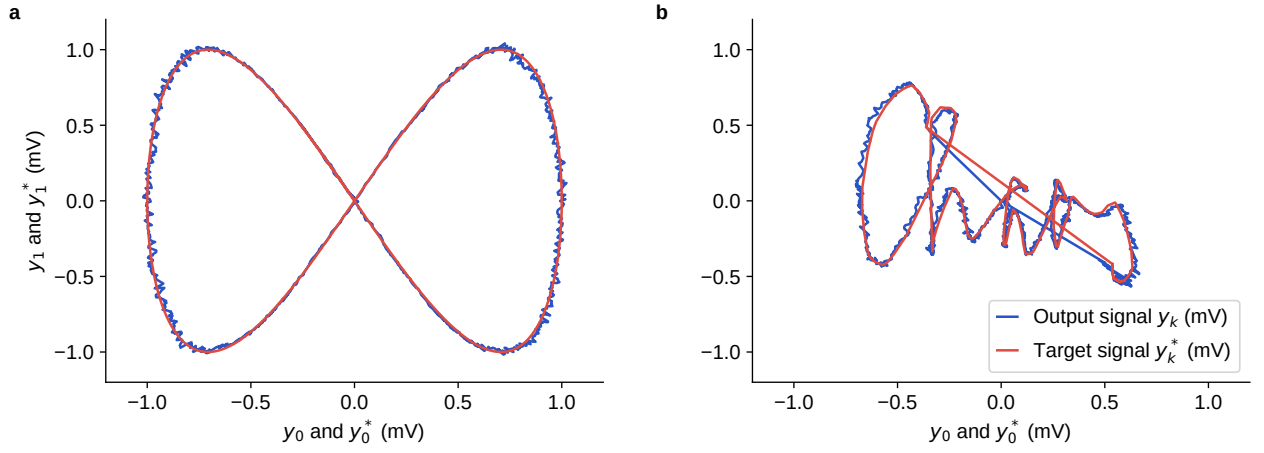 a
1.0
0.5
0.0
−0.5
−1.0
y₁ and y₁* (mV)
−1.0 −0.5 0.0 0.5 1.0
y₀ and y₀* (mV)
b
1.0
0.5
0.0
−0.5
−1.0
−1.0 −0.5 0.0 0.5 1.0
y₀ and y₀* (mV)
Output signal yₖ (mV)
Target signal yₖ* (mV)